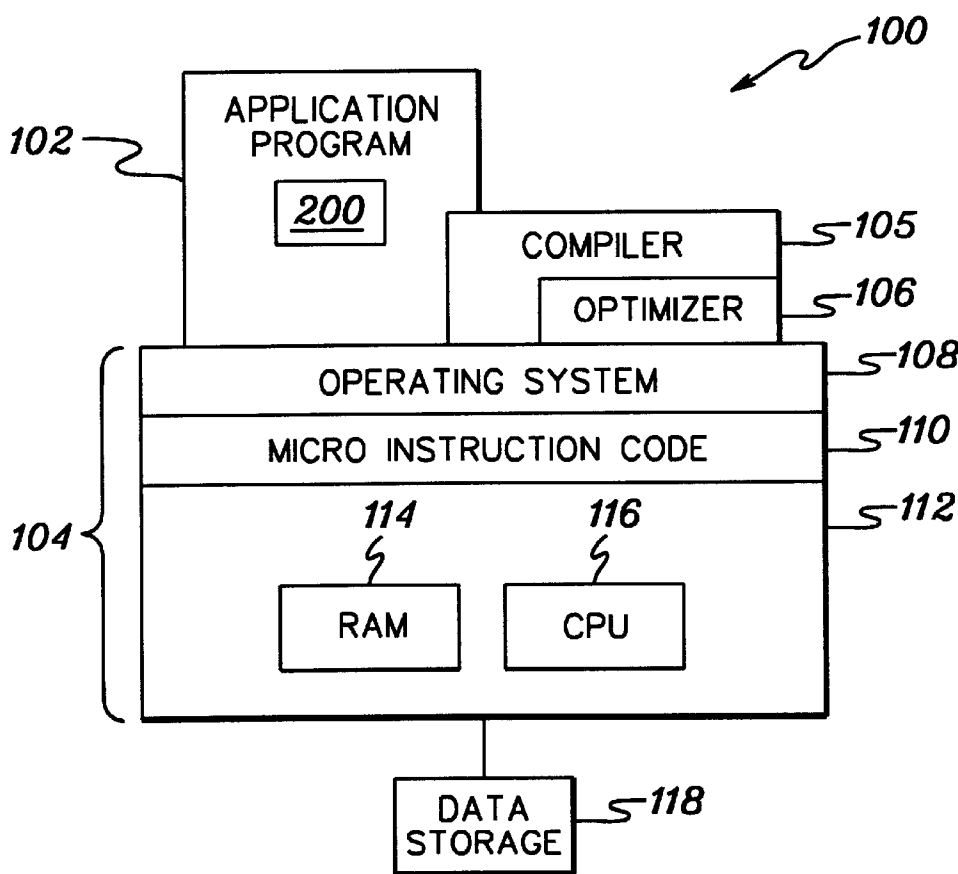 100
APPLICATION
PROGRAM
102
200
COMPILER
105
OPTIMIZER
106
OPERATING SYSTEM
108
MICRO INSTRUCTION CODE
110
104
114
116
112
RAM
CPU
DATA
STORAGE
118